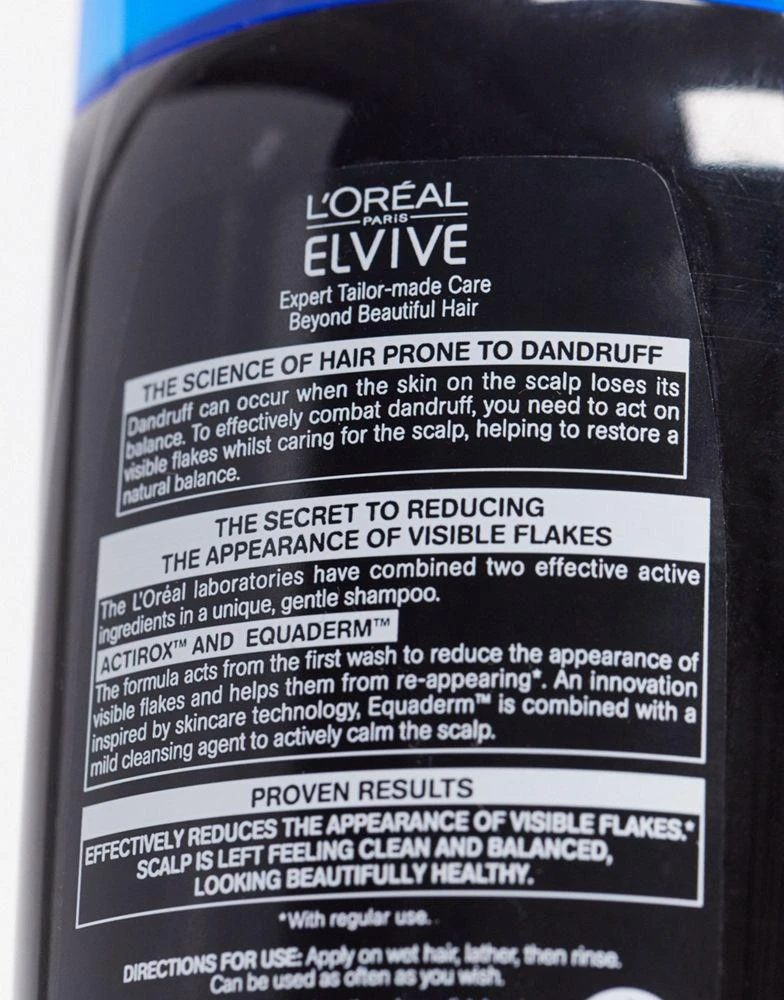 L'ORÉAL
PARIS
ELVIVE
Expert Tailor-made Care
Beyond Beautiful Hair
THE SCIENCE OF HAIR PRONE TO DANDRUFF
Dandruff can occur when the skin on the scalp loses its
balance. To effectively combat dandruff, you need to act on
visible flakes whilst caring for the scalp, helping to restore a
natural balance.
THE SECRET TO REDUCING
THE APPEARANCE OF VISIBLE FLAKES
The L'Oréal laboratories have combined two effective active
ingredients in a unique, gentle shampoo.
ACTIROX™ AND EQUADERM™
The formula acts from the first wash to reduce the appearance of
visible flakes and helps them from re-appearing*. An innovation
inspired by skincare technology, Equaderm™ is combined with a
mild cleansing agent to actively calm the scalp.
PROVEN RESULTS
EFFECTIVELY REDUCES THE APPEARANCE OF VISIBLE FLAKES.*
SCALP IS LEFT FEELING CLEAN AND BALANCED,
LOOKING BEAUTIFULLY HEALTHY.
*With regular use.
DIRECTIONS FOR USE: Apply on wet hair, lather, then rinse.
Can be used as often as you wish.